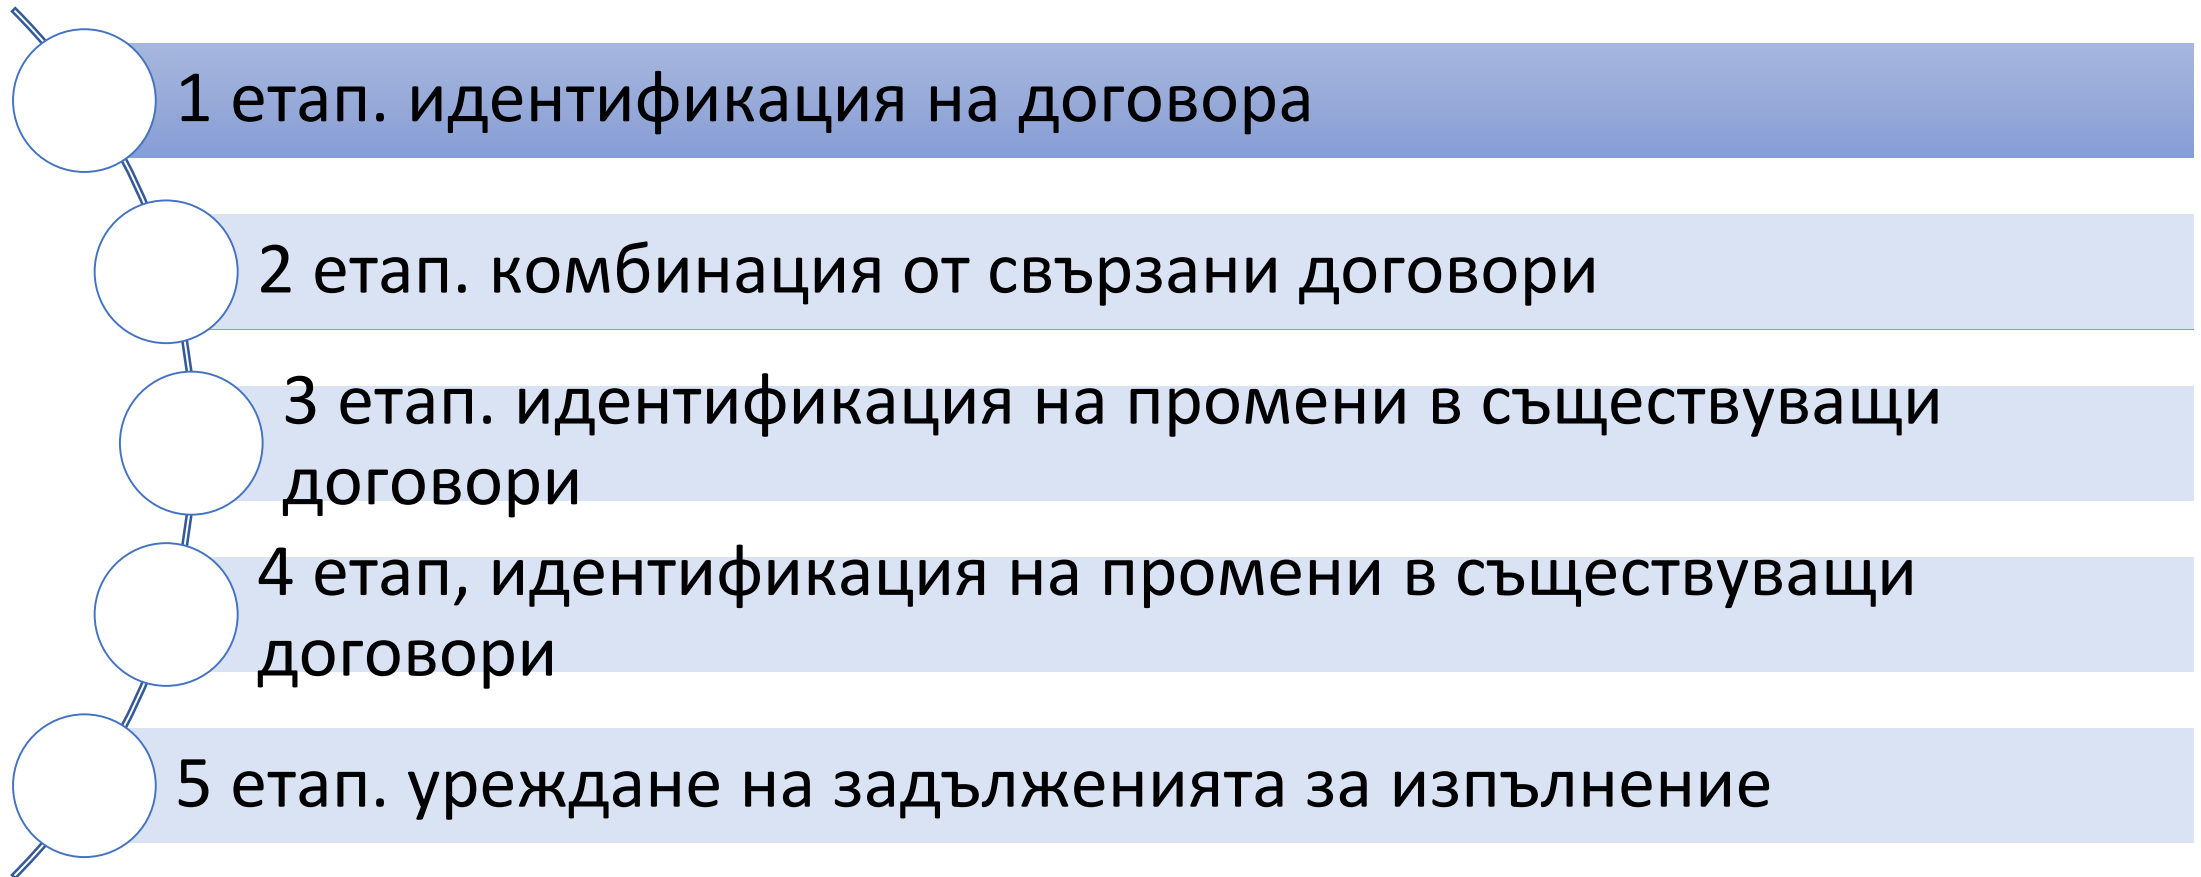 1 етап. идентификация на договора
2 етап. комбинация от свързани договори
3 етап. идентификация на промени в съществуващи
договори
4 етап, идентификация на промени в съществуващи
договори
5 етап. уреждане на задълженията за изпълнение